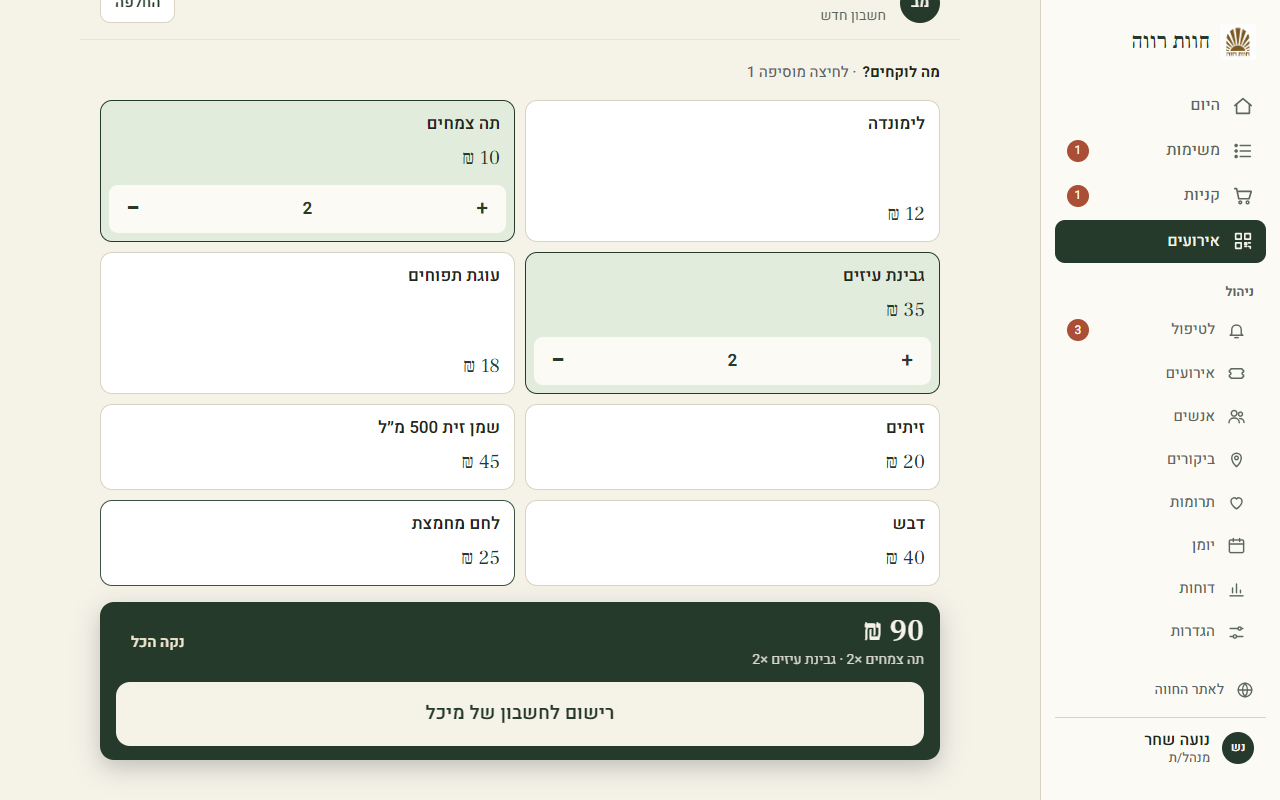 חוות רווה
היום
משימות 1
קניות 1
אירועים
ניהול
לטיפול 3
אירועים
אנשים
ביקורים
תרומות
יומן
דוחות
הגדרות
לאתר החווה
נש
נועה שחר
מנהל/ת
מב
חשבון חדש
החלפה
מה לוקחים? · לחיצה מוסיפה 1
לימונדה
12 ₪
תה צמחים
10 ₪
+ 2 −
גבינת עיזים
35 ₪
+ 2 −
עוגת תפוחים
18 ₪
זיתים
20 ₪
שמן זית 500 מ״ל
45 ₪
דבש
40 ₪
לחם מחמצת
25 ₪
90 ₪
תה צמחים ×2 · גבינת עיזים ×2
נקה הכל
רישום לחשבון של מיכל